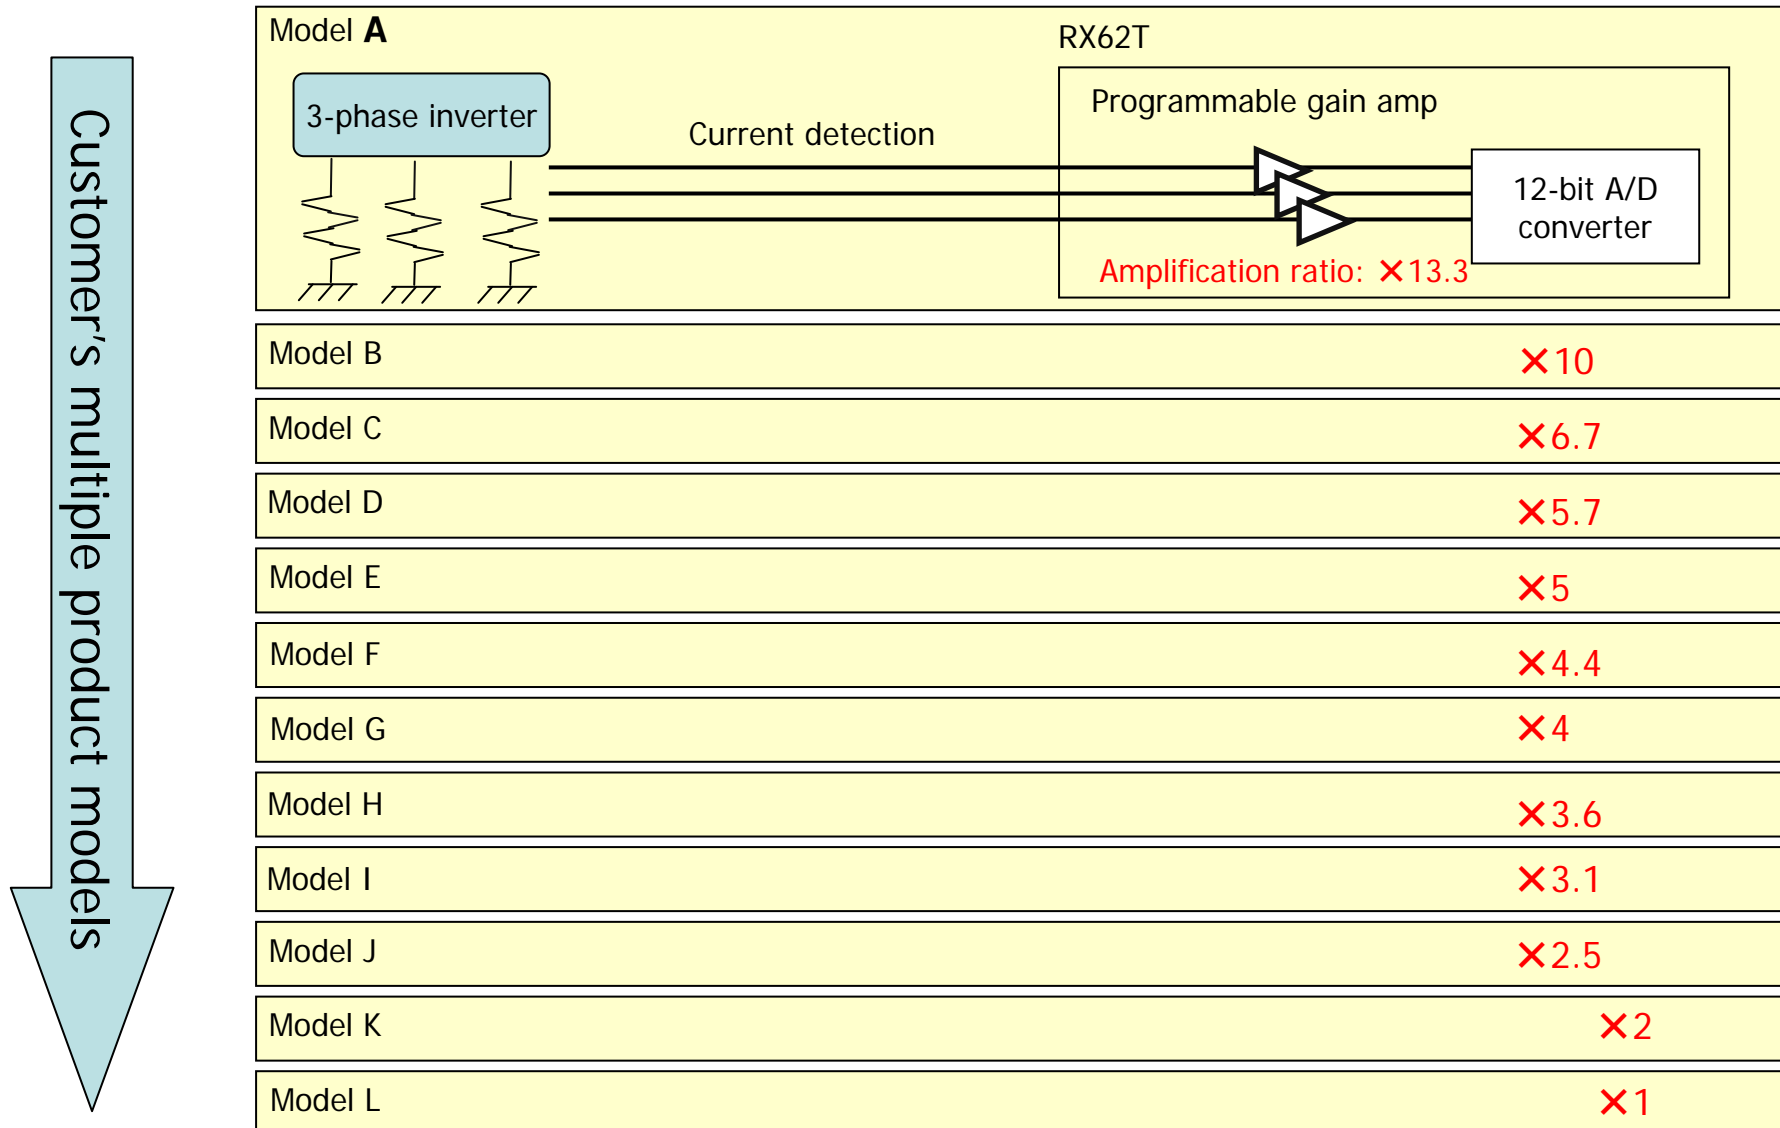 Customer's multiple product models
Model A
RX62T
3-phase inverter
Programmable gain amp
Current detection
12-bit A/D
converter
Amplification ratio: ×13.3
Model B
×10
Model C
×6.7
Model D
×5.7
Model E
×5
Model F
×4.4
Model G
×4
Model H
×3.6
Model I
×3.1
Model J
×2.5
Model K
×2
Model L
×1